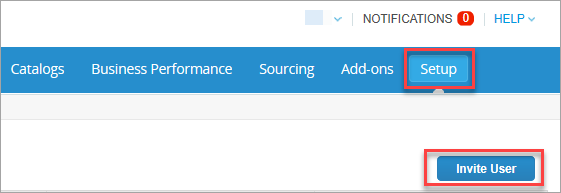 NOTIFICATIONS 0 HELP
Catalogs Business Performance Sourcing Add-ons Setup
Invite User